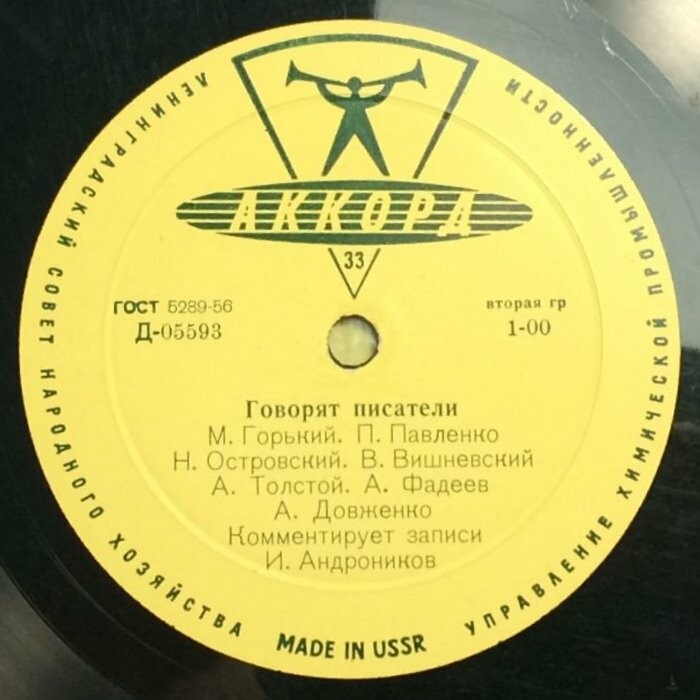 ЛЕНИНГРАДСКИЙ СОВЕТ НАРОДНОГО ХОЗЯЙСТВА
УПРАВЛЕНИЕ ХИМИЧЕСКОЙ ПРОМЫШЛЕННОСТИ
АККОРД
33
ГОСТ 5289-56
Д-05593
вторая гр
1-00
Говорят писатели
М. Горький. П. Павленко
Н. Островский. В. Вишневский
А. Толстой. А. Фадеев
А. Довженко
Комментирует записи
И. Андроников
MADE IN USSR